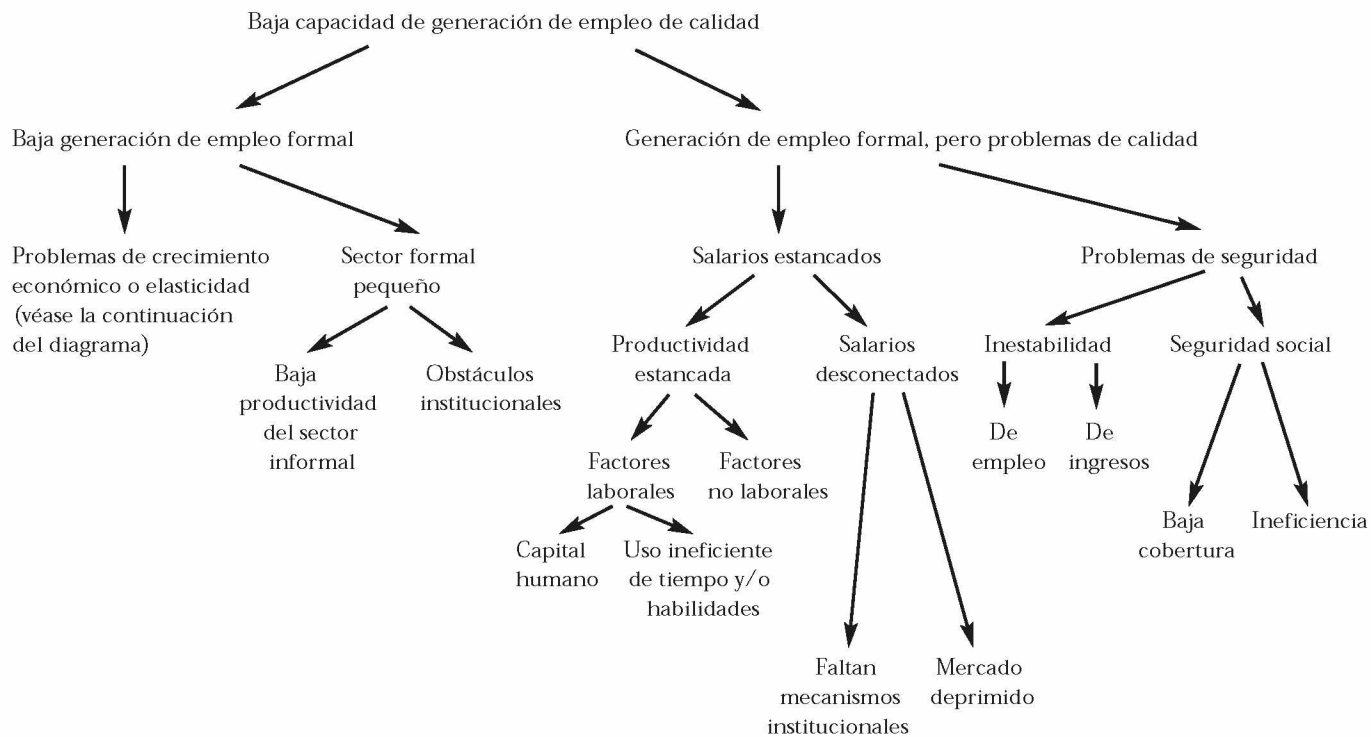 Baja capacidad de generación de empleo de calidad
Baja generación de empleo formal
Generación de empleo formal, pero problemas de calidad
Problemas de crecimiento
económico o elasticidad
(véase la continuación
del diagrama)
Sector formal
pequeño
Salarios estancados
Problemas de seguridad
Baja
productividad
del sector
informal
Obstáculos
institucionales
Productividad
estancada
Salarios
desconectados
Inestabilidad
Seguridad social
Factores
laborales
Factores
no laborales
De
empleo
De
ingresos
Capital
humano
Uso ineficiente
de tiempo y/o
habilidades
Baja
cobertura
Ineficiencia
Faltan
mecanismos
institucionales
Mercado
deprimido